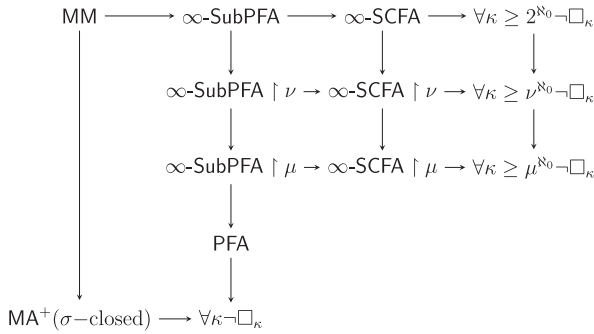 MM → ∞-SubPFA → ∞-SCFA → ∀κ ≥ 2^ℵ₀ ¬□_κ
∞-SubPFA ↾ ν → ∞-SCFA ↾ ν → ∀κ ≥ ν^ℵ₀ ¬□_κ
∞-SubPFA ↾ μ → ∞-SCFA ↾ μ → ∀κ ≥ μ^ℵ₀ ¬□_κ
PFA
MA⁺(σ−closed) → ∀κ¬□_κ